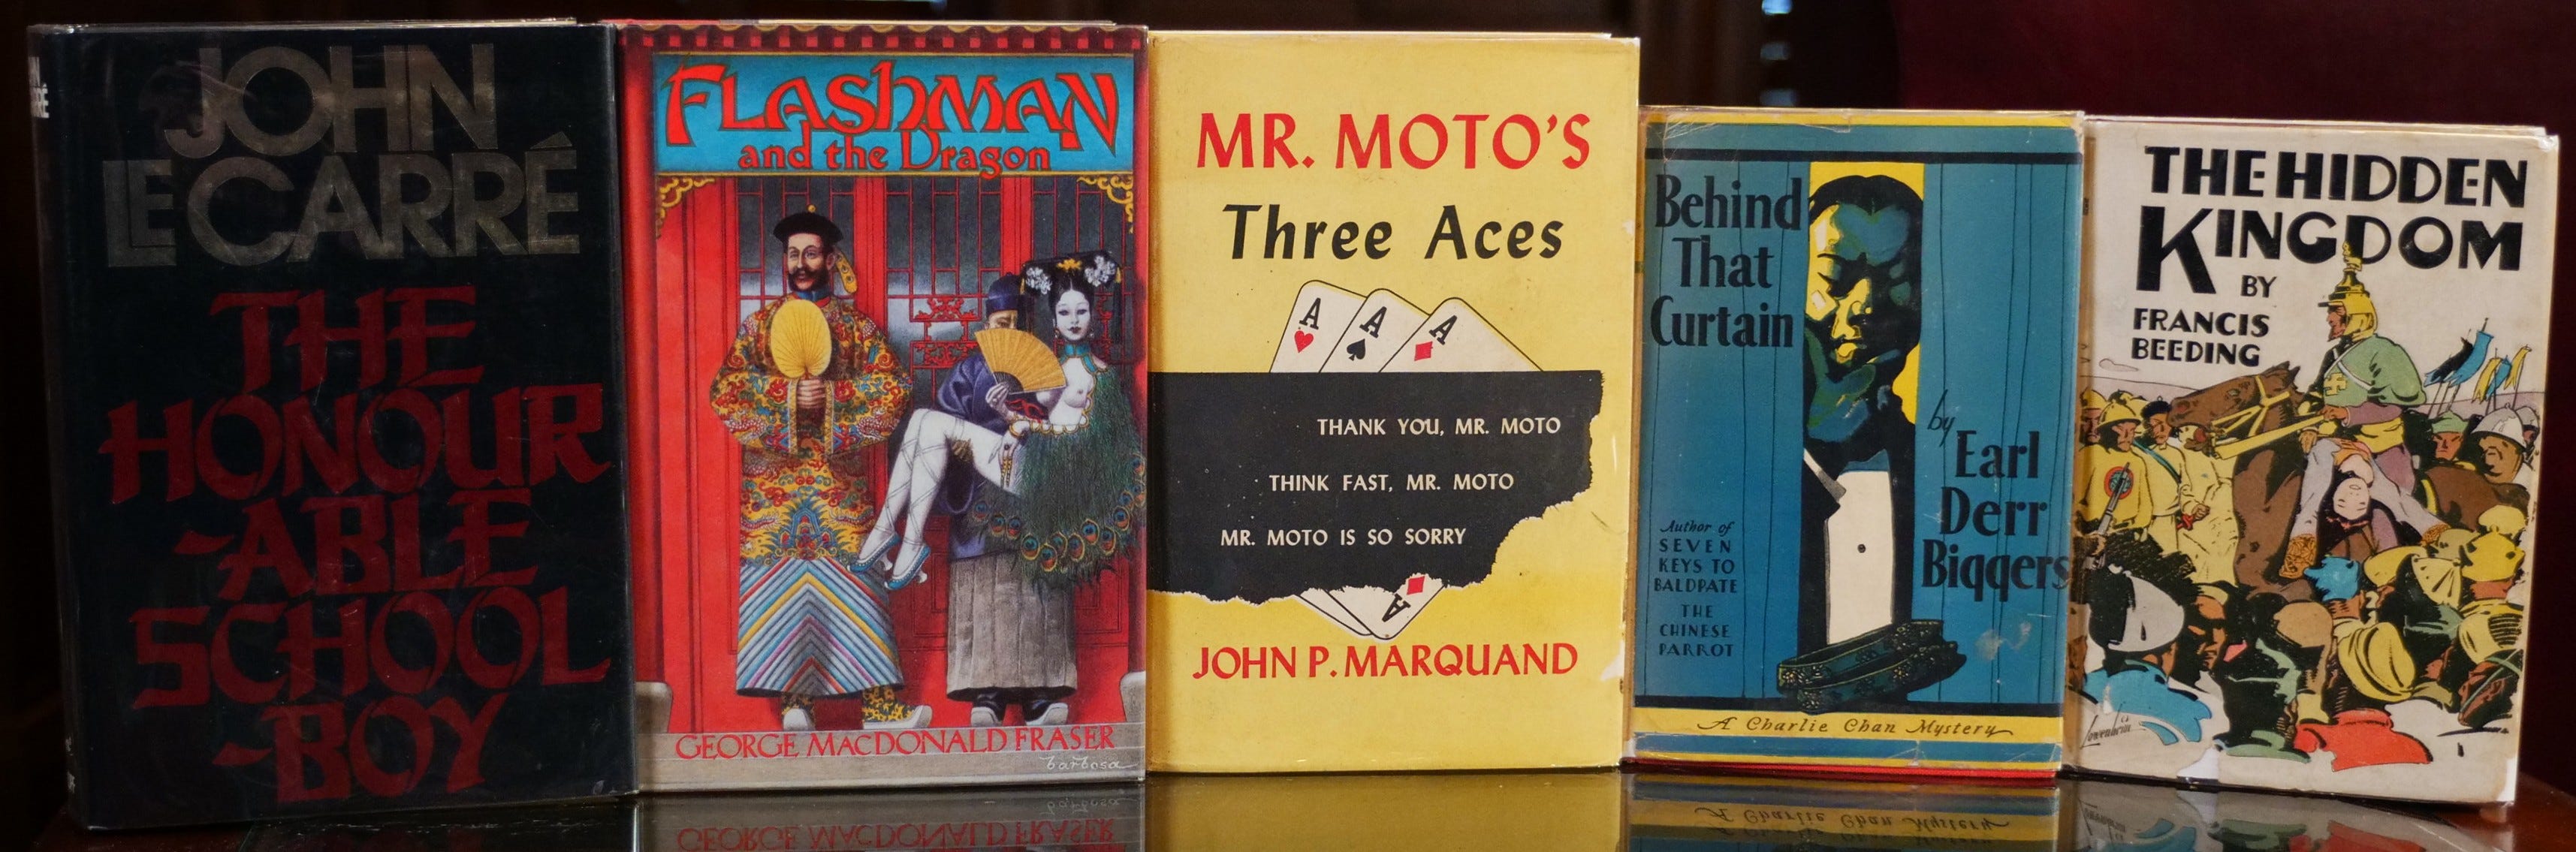 JOHN
LE CARRÉ
THE
HONOUR
-ABLE
SCHOOL
-BOY
FLASHMAN
and the Dragon
GEORGE MACDONALD FRASER
barbosa
MR. MOTO'S
Three Aces
A
A
A
THANK YOU, MR. MOTO
THINK FAST, MR. MOTO
MR. MOTO IS SO SORRY
A
JOHN P. MARQUAND
Behind
That
Curtain
by
Earl
Derr
Biggers
Author of
SEVEN
KEYS TO
BALDPATE
THE
CHINESE
PARROT
A Charlie Chan Mystery
THE HIDDEN
KINGDOM
BY
FRANCIS
BEEDING